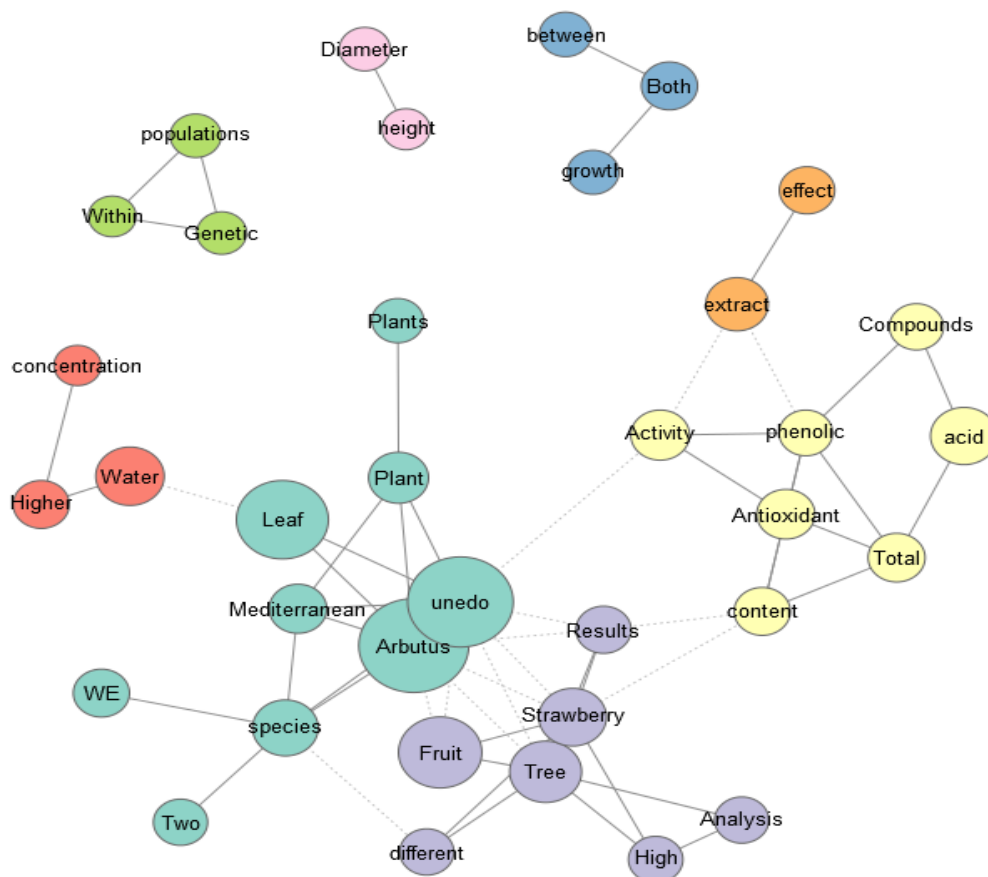 between
Diameter
Both
height
populations
growth
effect
Within
Genetic
extract
Plants
Compounds
concentration
Activity
phenolic
acid
Water
Plant
Higher
Leaf
Antioxidant
Total
unedo
Mediterranean
content
Results
Arbutus
WE
species
Strawberry
Fruit
Tree
Two
Analysis
different
High